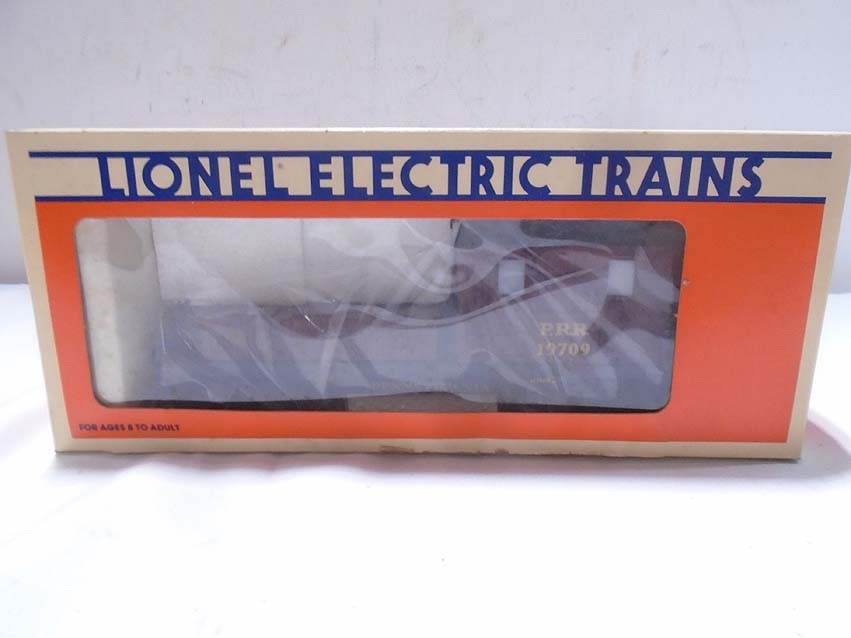 LIONEL ELECTRIC TRAINS
P.R.R.
19709
FOR AGES 8 TO ADULT